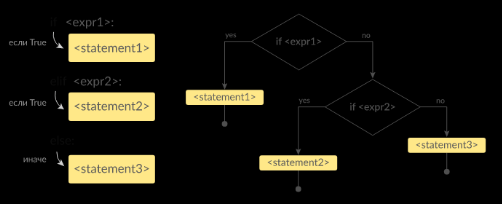 if <expr1>:
если True
<statement1>
elif <expr2>:
если True
<statement2>
else:
иначе
<statement3>
if <expr1>
yes
no
<statement1>
if <expr2>
yes
no
<statement2>
<statement3>